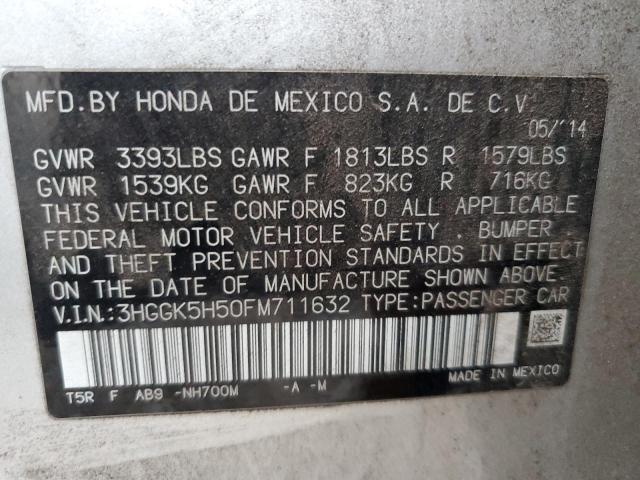 MFD.BY HONDA DE MEXICO S.A. DE C.V
05/'14
GVWR 3393LBS GAWR F 1813LBS R 1579LBS
GVWR 1539KG GAWR F 823KG R 716KG
THIS VEHICLE CONFORMS TO ALL APPLICABLE
FEDERAL MOTOR VEHICLE SAFETY . BUMPER
AND THEFT PREVENTION STANDARDS IN EFFECT
ON THE DATE OF MANUFACTURE SHOWN ABOVE
V.I.N.:3HGGK5H50FM711632 TYPE:PASSENGER CAR
T5R F AB9 -NH700M -A -M MADE IN MEXICO